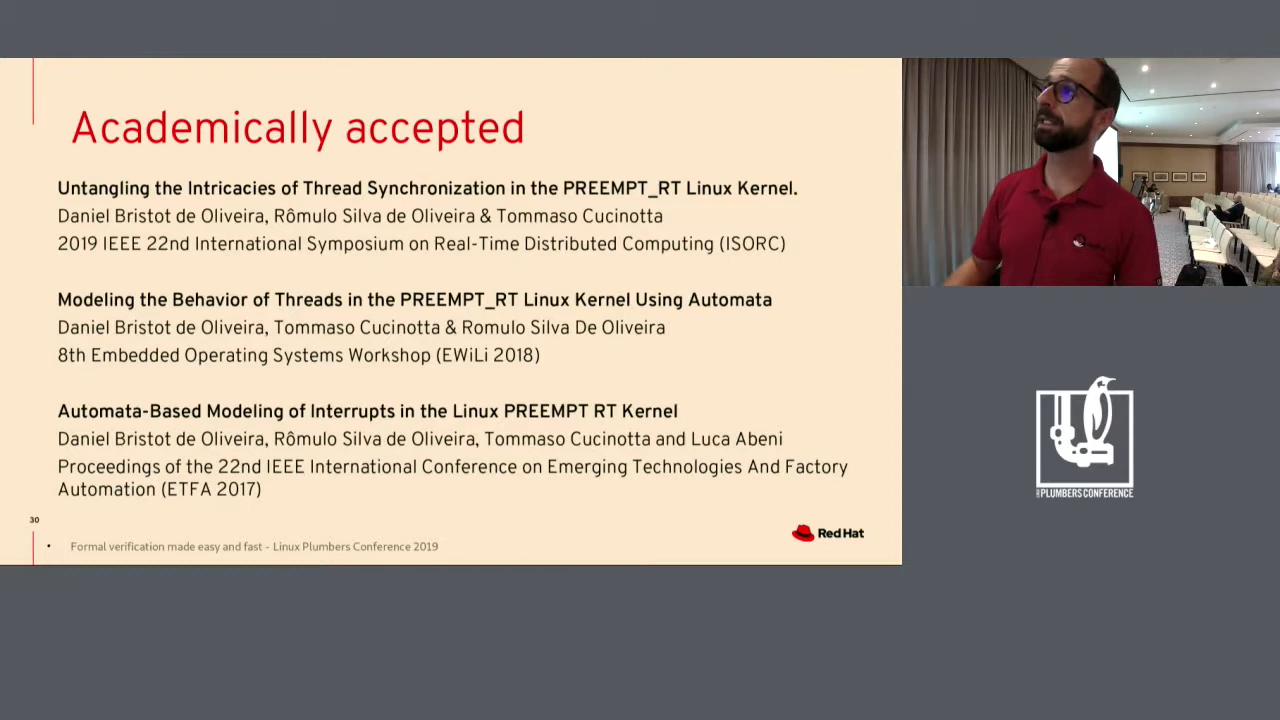 Academically accepted
Untangling the Intricacies of Thread Synchronization in the PREEMPT_RT Linux Kernel.
Daniel Bristot de Oliveira, Rômulo Silva de Oliveira & Tommaso Cucinotta
2019 IEEE 22nd International Symposium on Real-Time Distributed Computing (ISORC)
Modeling the Behavior of Threads in the PREEMPT_RT Linux Kernel Using Automata
Daniel Bristot de Oliveira, Tommaso Cucinotta & Romulo Silva De Oliveira
8th Embedded Operating Systems Workshop (EWiLi 2018)
Automata-Based Modeling of Interrupts in the Linux PREEMPT RT Kernel
Daniel Bristot de Oliveira, Rômulo Silva de Oliveira, Tommaso Cucinotta and Luca Abeni
Proceedings of the 22nd IEEE International Conference on Emerging Technologies And Factory
Automation (ETFA 2017)
30
Red Hat
• Formal verification made easy and fast - Linux Plumbers Conference 2019
PLUMBERS CONFERENCE